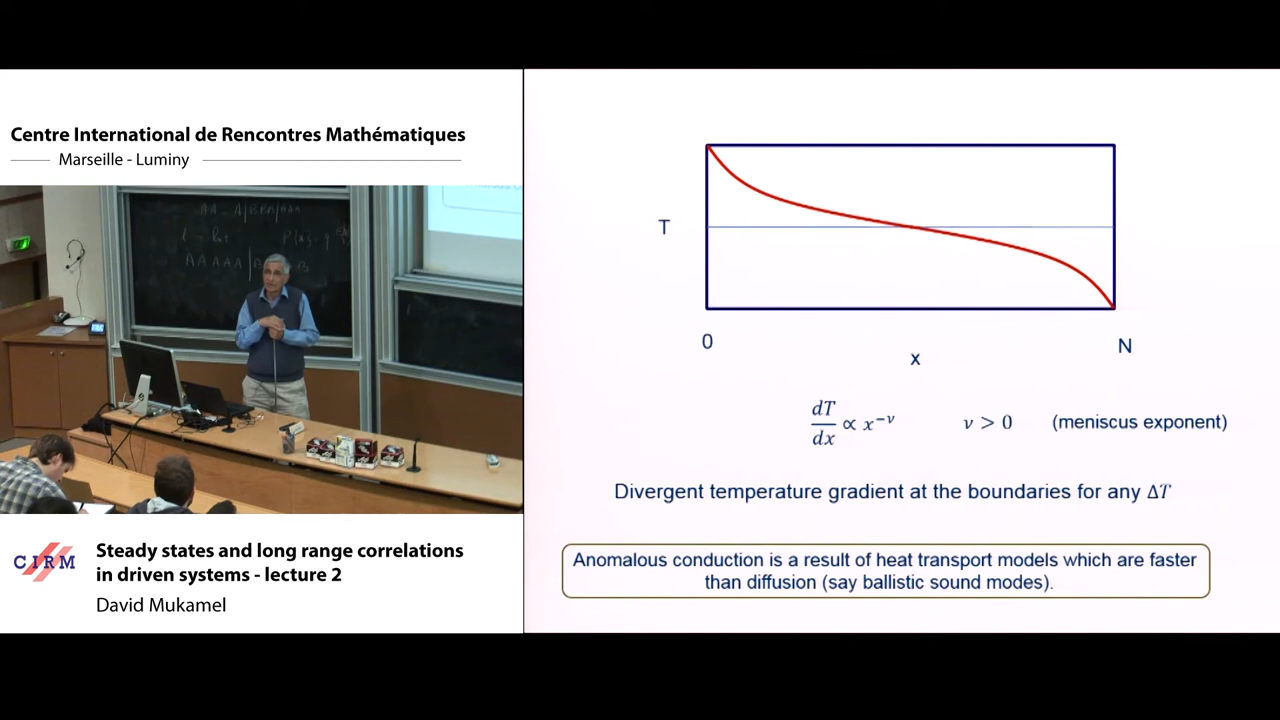 Centre International de Rencontres Mathématiques
Marseille - Luminy
CIRM
Steady states and long range correlations
in driven systems - lecture 2
David Mukamel
T
0
N
x
dT/dx ∝ x^{-ν} ν > 0 (meniscus exponent)
Divergent temperature gradient at the boundaries for any ΔT
Anomalous conduction is a result of heat transport models which are faster
than diffusion (say ballistic sound modes).